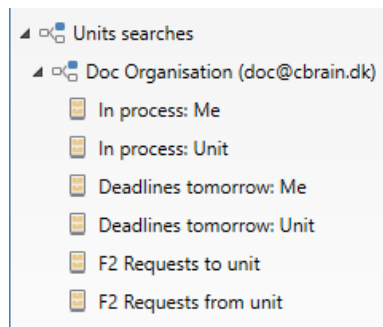 Units searches
Doc Organisation (doc@cbrain.dk)
In process: Me
In process: Unit
Deadlines tomorrow: Me
Deadlines tomorrow: Unit
F2 Requests to unit
F2 Requests from unit